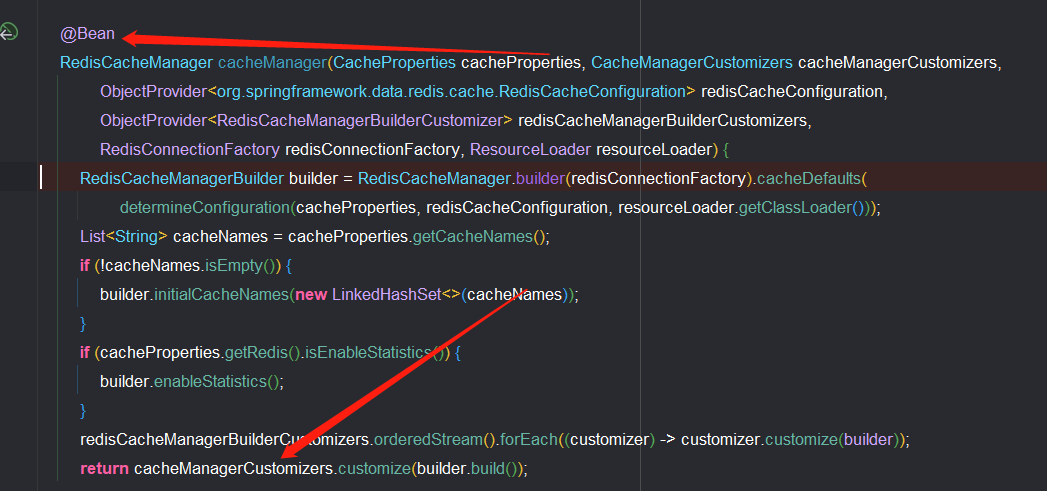 @Bean
RedisCacheManager cacheManager(CacheProperties cacheProperties, CacheManagerCustomizers cacheManagerCustomizers,
ObjectProvider<org.springframework.data.redis.cache.RedisCacheConfiguration> redisCacheConfiguration,
ObjectProvider<RedisCacheManagerBuilderCustomizer> redisCacheManagerBuilderCustomizers,
RedisConnectionFactory redisConnectionFactory, ResourceLoader resourceLoader) {
RedisCacheManagerBuilder builder = RedisCacheManager.builder(redisConnectionFactory).cacheDefaults(
determineConfiguration(cacheProperties, redisCacheConfiguration, resourceLoader.getClassLoader()));
List<String> cacheNames = cacheProperties.getCacheNames();
if (!cacheNames.isEmpty()) {
builder.initialCacheNames(new LinkedHashSet<>(cacheNames));
}
if (cacheProperties.getRedis().isEnableStatistics()) {
builder.enableStatistics();
}
redisCacheManagerBuilderCustomizers.orderedStream().forEach((customizer) -> customizer.customize(builder));
return cacheManagerCustomizers.customize(builder.build());